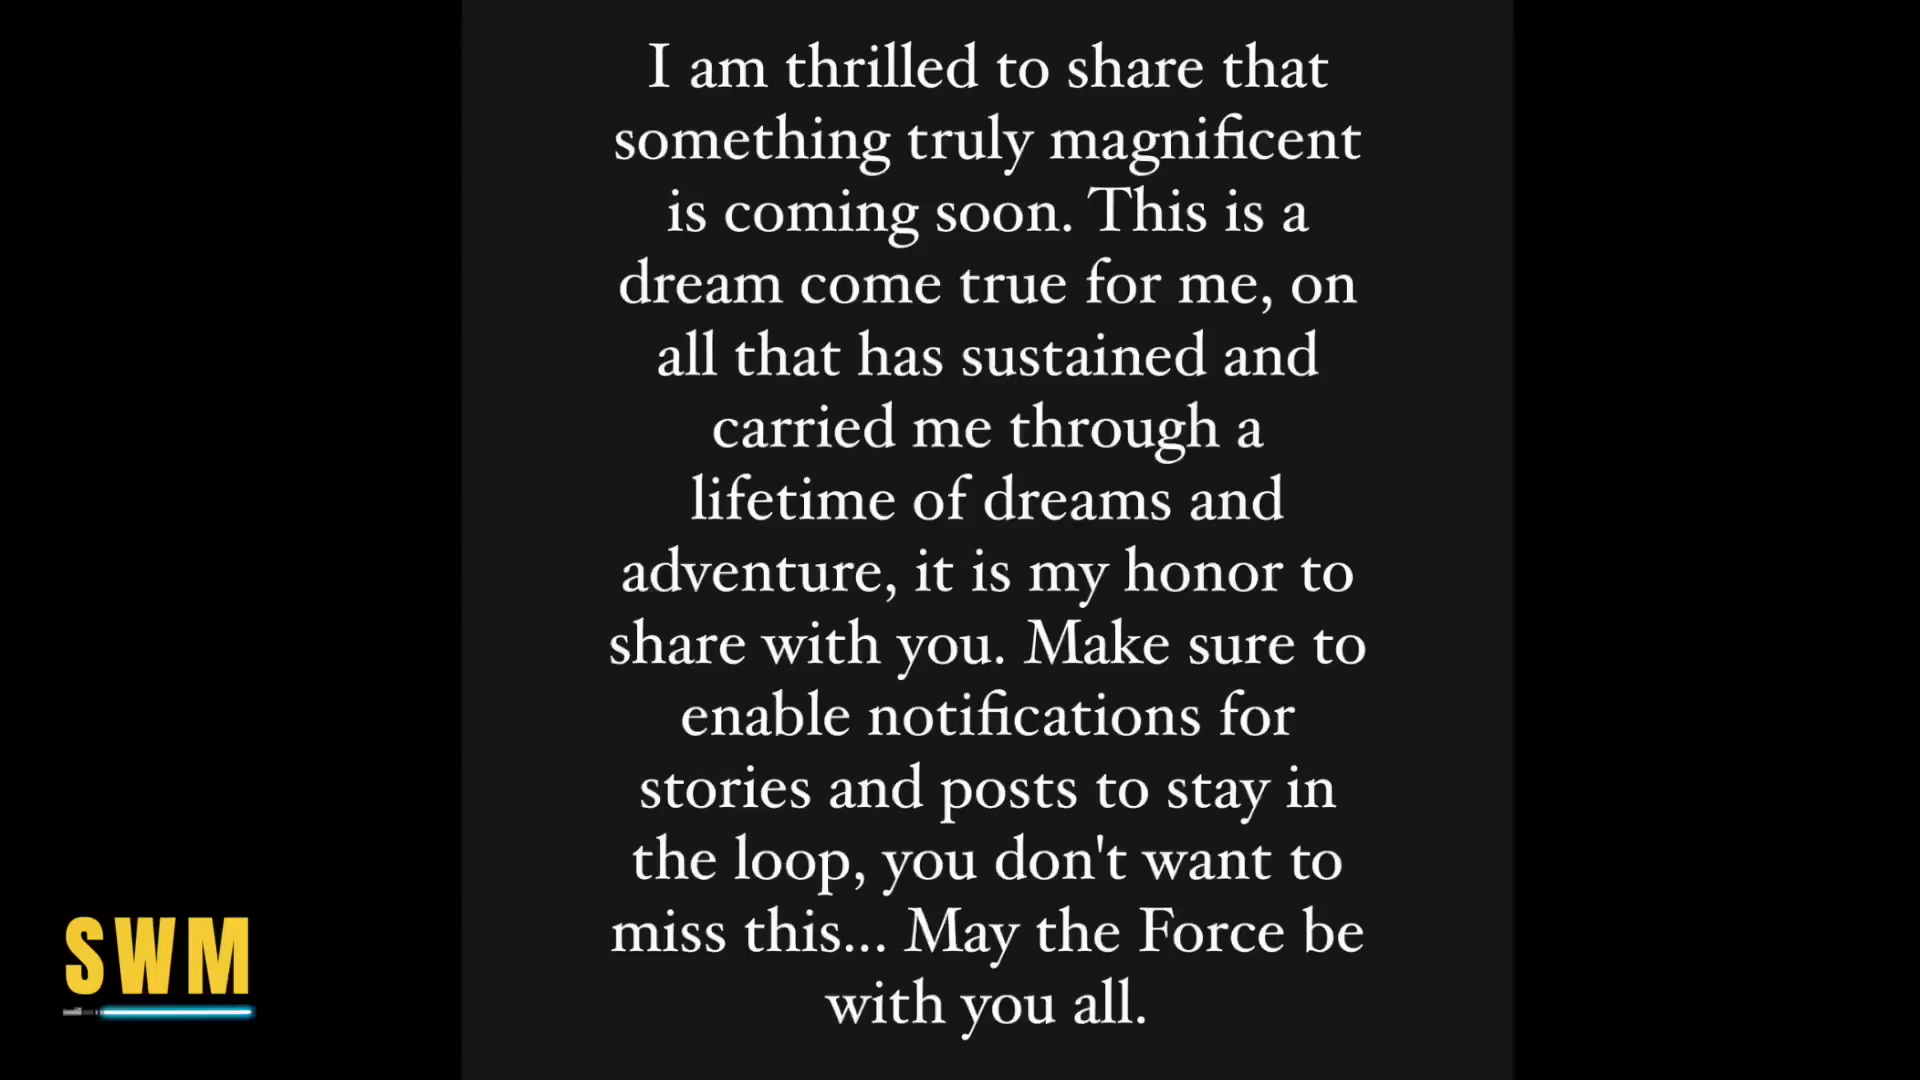 I am thrilled to share that
something truly magnificent
is coming soon. This is a
dream come true for me, on
all that has sustained and
carried me through a
lifetime of dreams and
adventure, it is my honor to
share with you. Make sure to
enable notifications for
stories and posts to stay in
the loop, you don't want to
miss this... May the Force be
with you all.
SWM